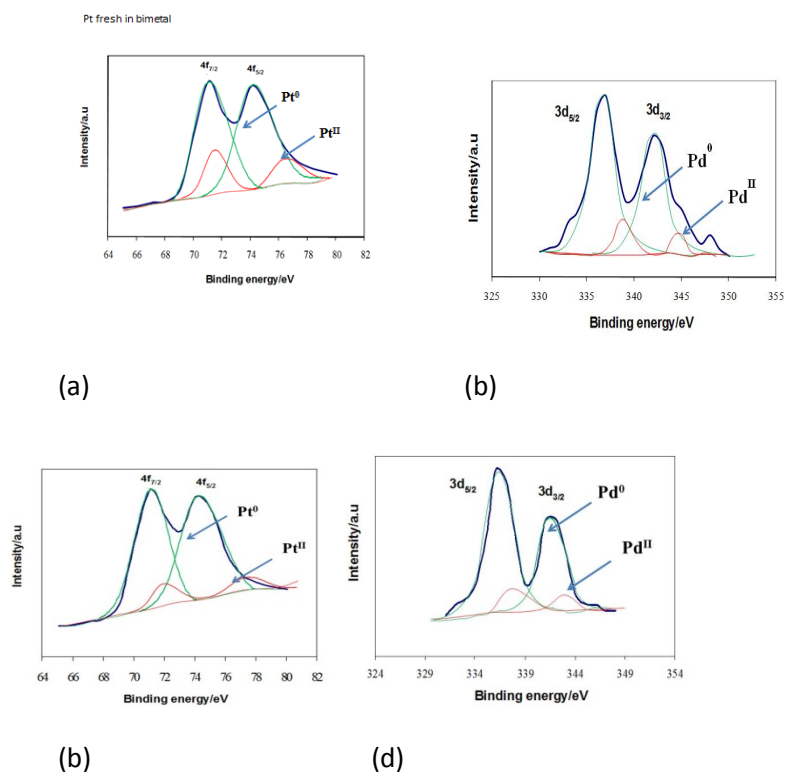 Pt fresh in bimetal
4f7/2
4f5/2
Pt0
PtII
Intensity/a.u
64 66 68 70 72 74 76 78 80 82
Binding energy/eV
(a)
3d5/2
3d3/2
Pd0
PdII
Intensity/a.u
325 330 335 340 345 350 355
Binding energy/eV
(b)
4f7/2
4f5/2
Pt0
PtII
Intensity/a.u
64 66 68 70 72 74 76 78 80 82
Binding energy/eV
(b)
3d5/2
3d3/2
Pd0
PdII
Intensity/a.u
324 329 334 339 344 349 354
Binding energy/eV
(d)